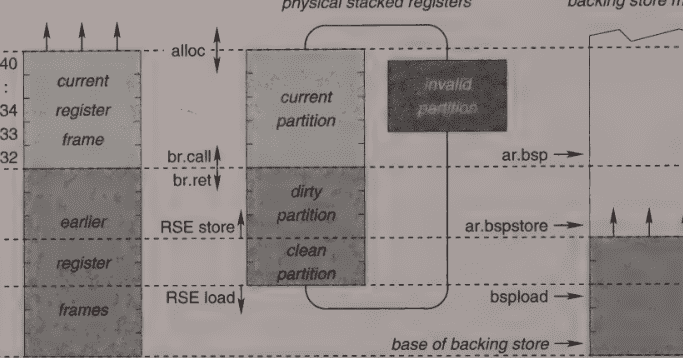 physical stacked registers
backing store
40
:
34
33
32
current
register
frame
earlier
register
frames
alloc
br.call
br.ret
RSE store
RSE load
current
partition
dirty
partition
clean
partition
invalid
partition
ar.bsp
ar.bspstore
bspload
base of backing store